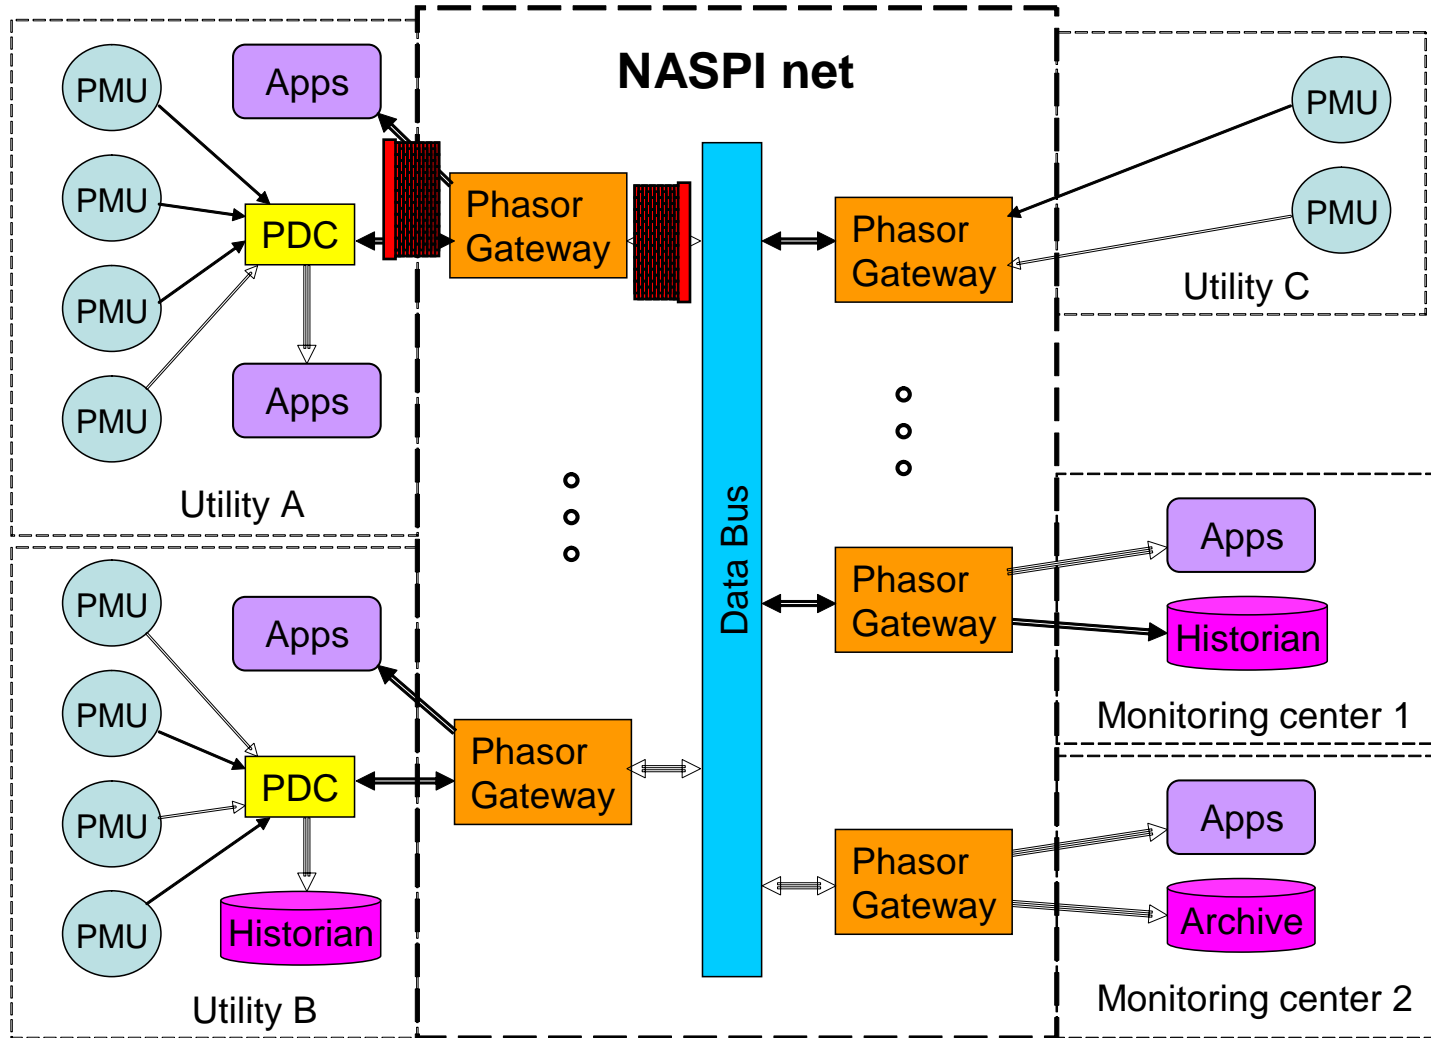 NASPI net
PMU
PMU
PMU
PMU
Apps
PDC
Apps
Utility A
Phasor
Gateway
PMU
PMU
PMU
PMU
Apps
PDC
Historian
Utility B
Phasor
Gateway
Data Bus
Phasor
Gateway
PMU
PMU
Utility C
Phasor
Gateway
Apps
Historian
Monitoring center 1
Phasor
Gateway
Apps
Archive
Monitoring center 2